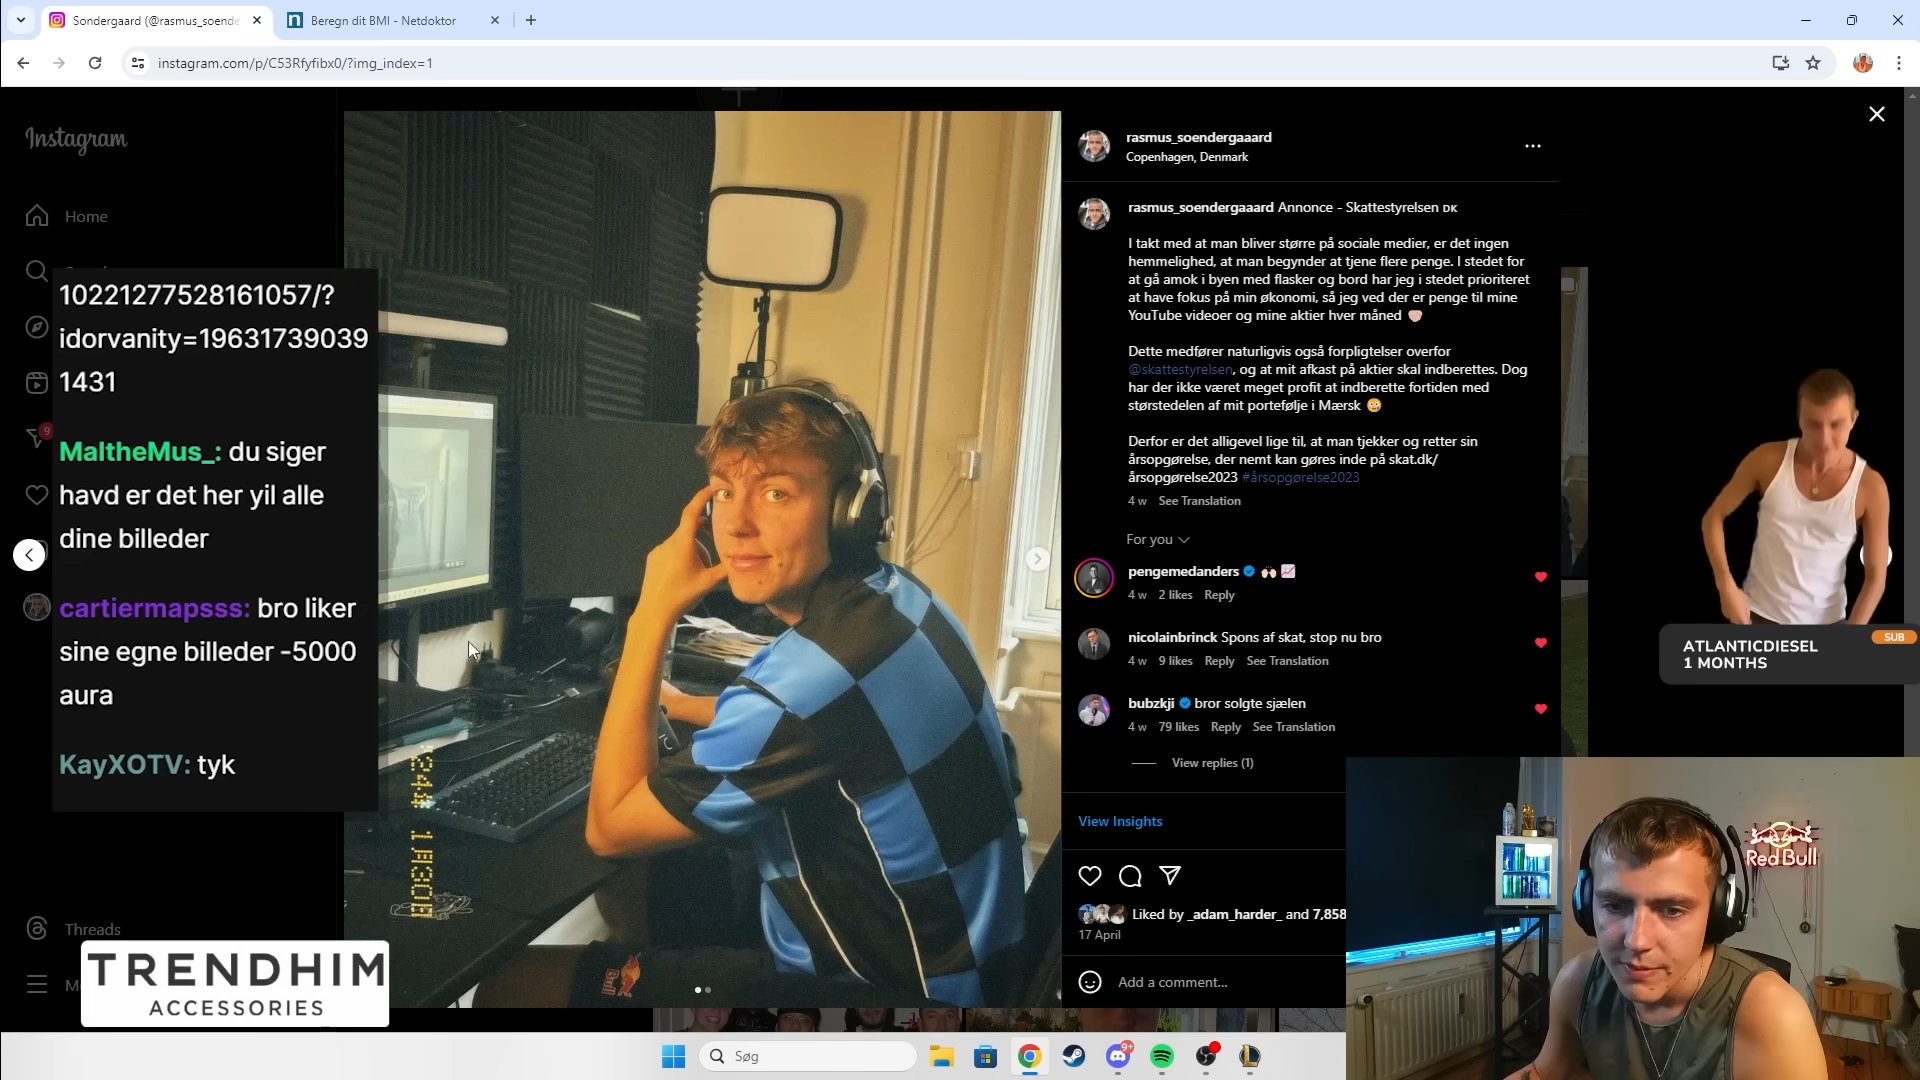 Sondergaard (@rasmus_soende
Beregn dit BMI - Netdoktor
instagram.com/p/C53Rfyfibx0/?img_index=1
Instagram
Home
10221277528161057/?
idorvanity=19631739039
1431
MaltheMus_: du siger
havd er det her yil alle
dine billeder
cartiermapsss: bro liker
sine egne billeder -5000
aura
KayXOTV: tyk
9
Threads
TRENDHIM
ACCESSORIES
rasmus_soendergaaard
Copenhagen, Denmark
rasmus_soendergaaard Annonce - Skattestyrelsen DK
I takt med at man bliver større på sociale medier, er det ingen
hemmelighed, at man begynder at tjene flere penge. I stedet for
at gå amok i byen med flasker og bord har jeg i stedet prioriteret
at have fokus på min økonomi, så jeg ved der er penge til mine
YouTube videoer og mine aktier hver måned
Dette medfører naturligvis også forpligtelser overfor
@skattestyrelsen, og at mit afkast på aktier skal indberettes. Dog
har der ikke været meget profit at indberette fortiden med
størstedelen af mit portefølje i Mærsk
Derfor er det alligevel lige til, at man tjekker og retter sin
årsopgørelse, der nemt kan gøres inde på skat.dk/
årsopgørelse2023 #årsopgørelse2023
4 w See Translation
For you
pengemedanders
4 w 2 likes Reply
nicolainbrinck Spons af skat, stop nu bro
4 w 9 likes Reply See Translation
bubzkji bror solgte sjælen
4 w 79 likes Reply See Translation
View replies (1)
View Insights
Liked by _adam_harder_ and 7,858
17 April
Add a comment...
SUB
ATLANTICDIESEL
1 MONTHS
Red Bull
Søg
9+